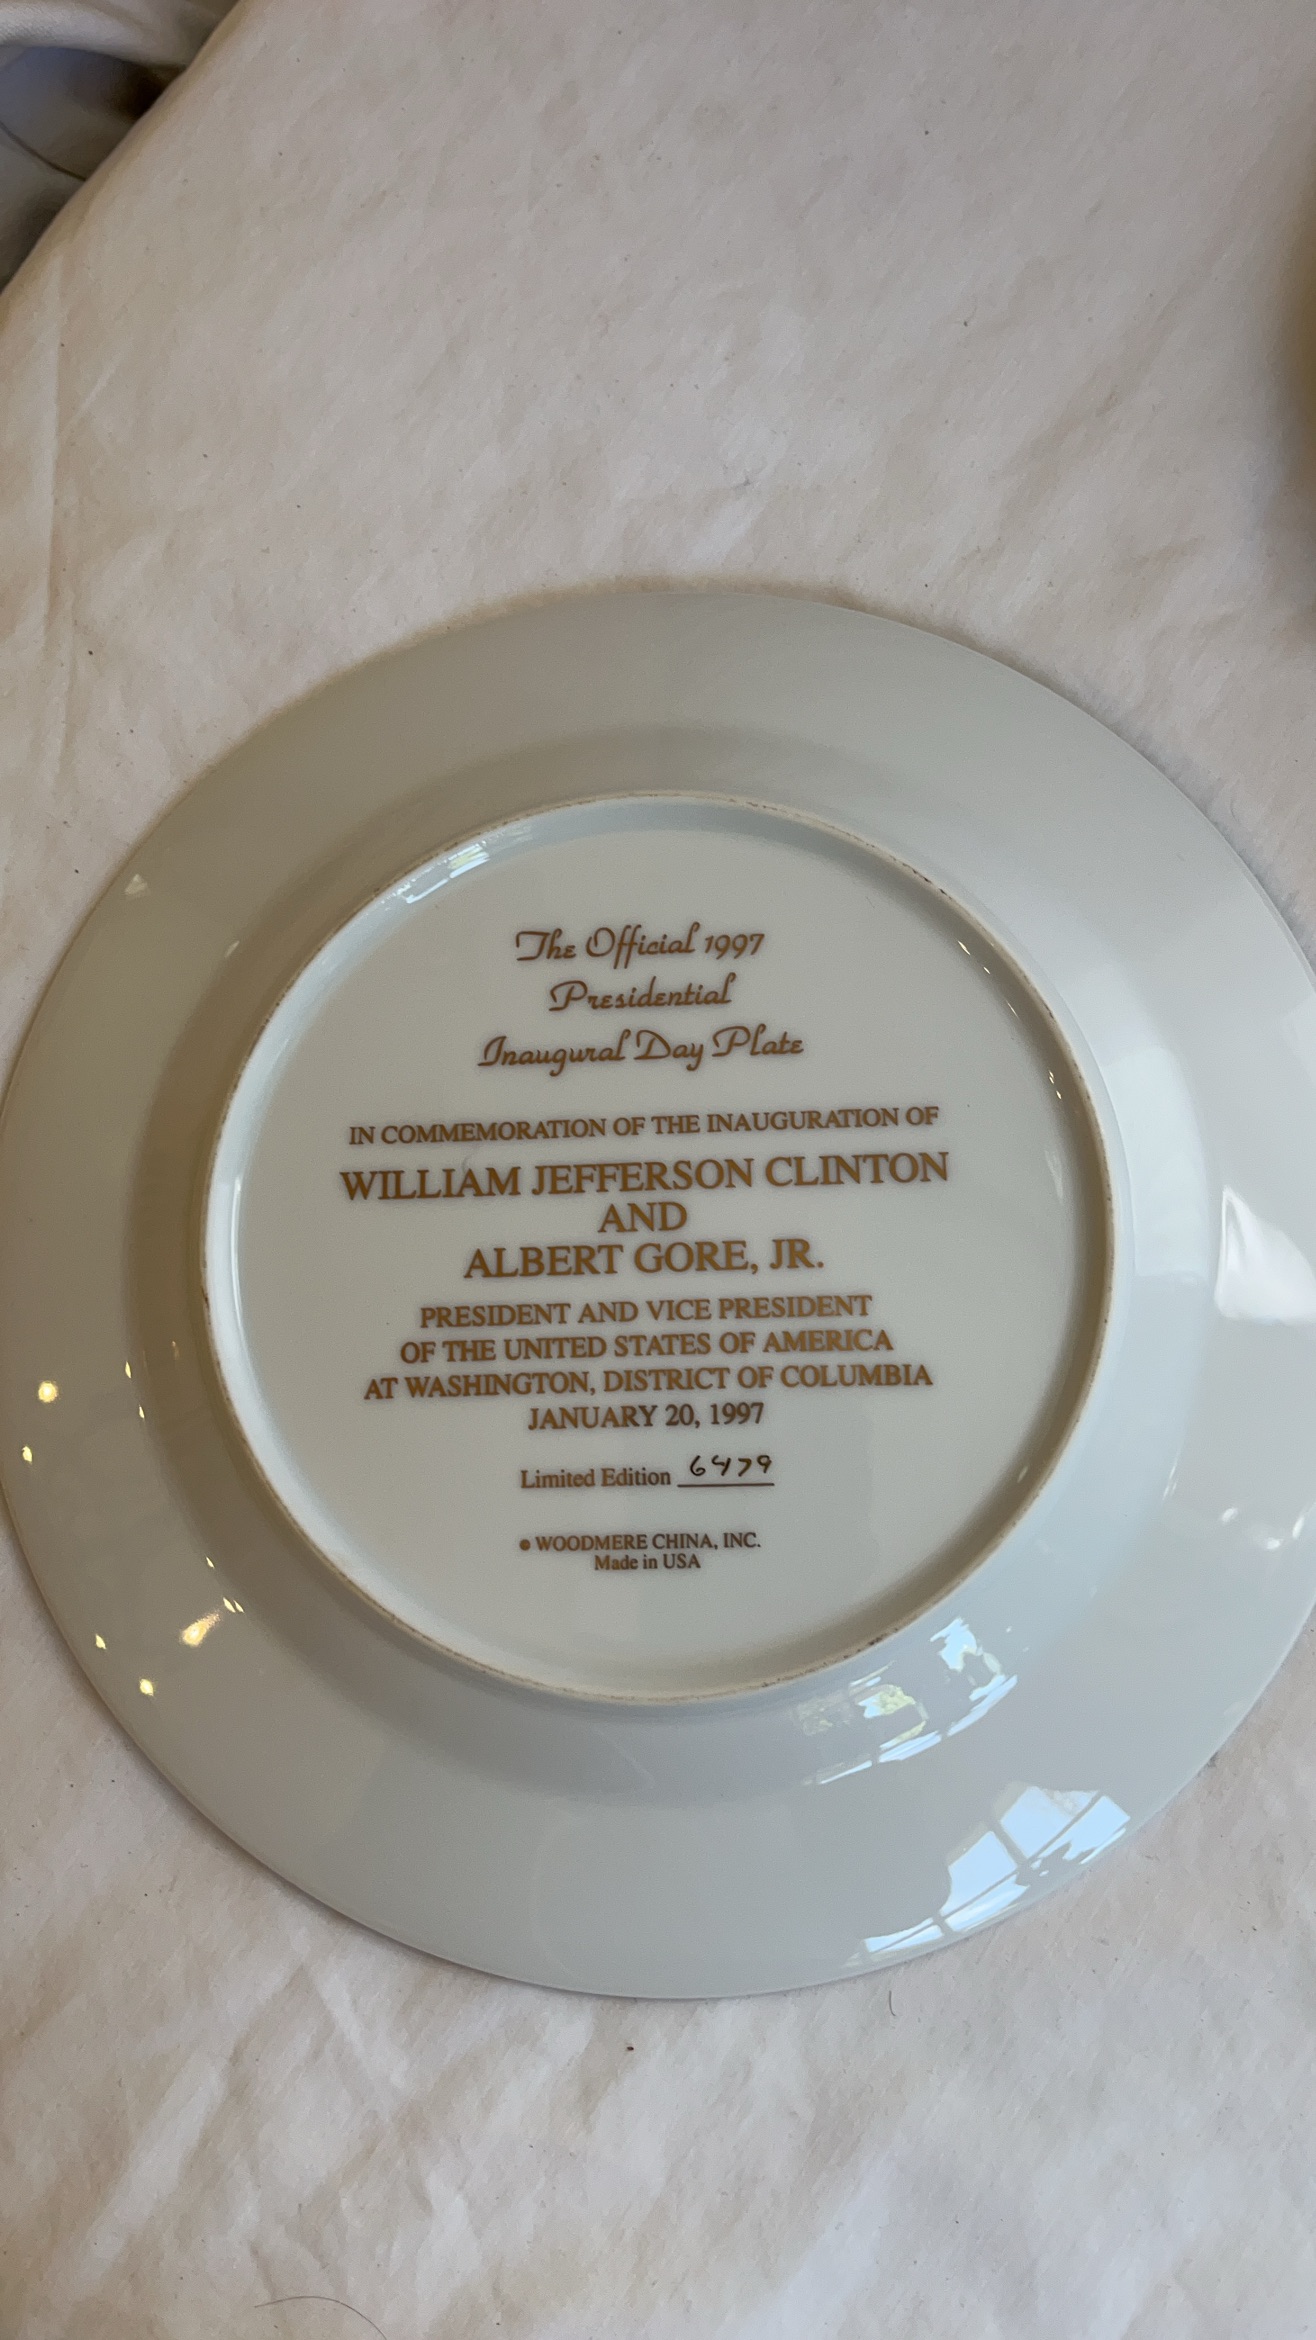 The Official 1997
Presidential
Inaugural Day Plate
IN COMMEMORATION OF THE INAUGURATION OF
WILLIAM JEFFERSON CLINTON
AND
ALBERT GORE, JR.
PRESIDENT AND VICE PRESIDENT
OF THE UNITED STATES OF AMERICA
AT WASHINGTON, DISTRICT OF COLUMBIA
JANUARY 20, 1997
Limited Edition 6479
© WOODMERE CHINA, INC.
Made in USA